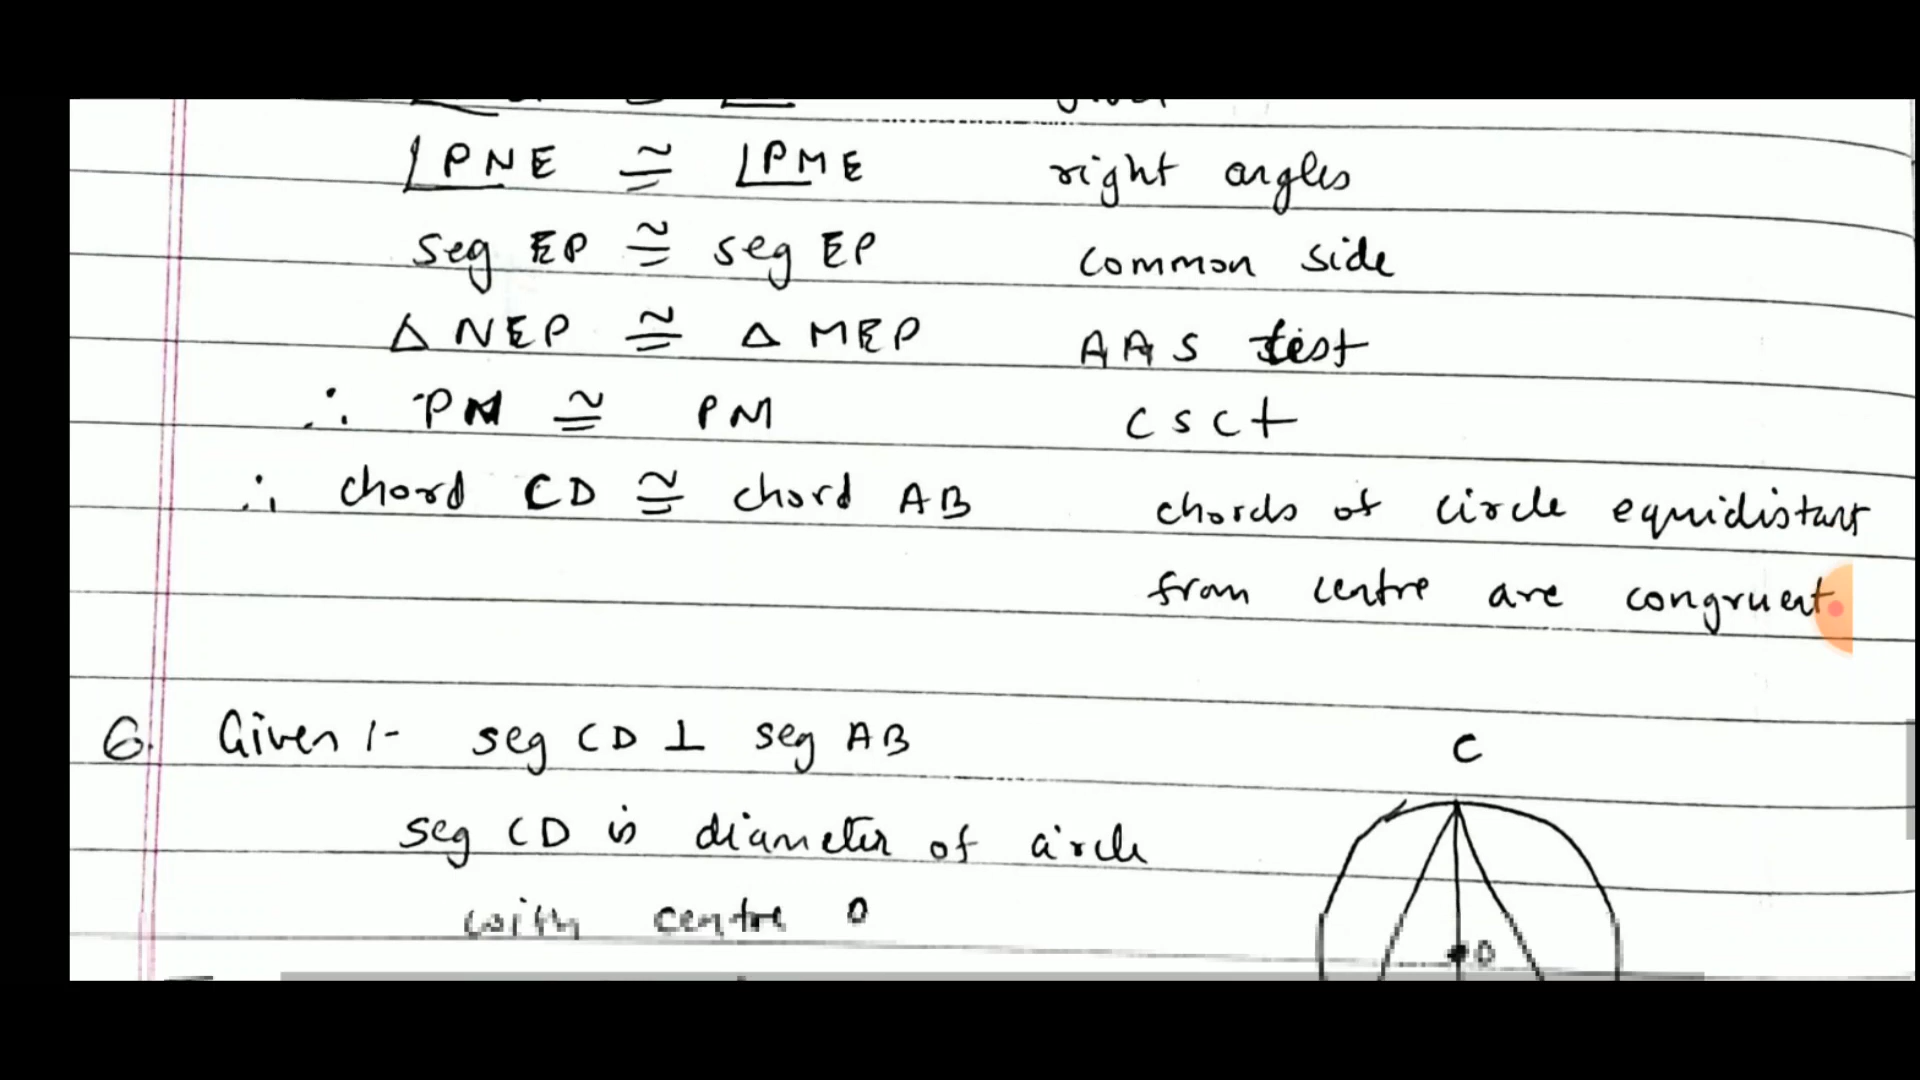 ∠PNE ≅ ∠PME right angles
seg EP ≅ seg EP common side
Δ NEP ≅ Δ MEP AAS test
∴ PN ≅ PM csct
∴ chord CD ≅ chord AB chords of circle equidistant
from centre are congruent.
6. Given :- seg CD ⊥ seg AB
C
seg CD is diameter of circle
with centre O
O